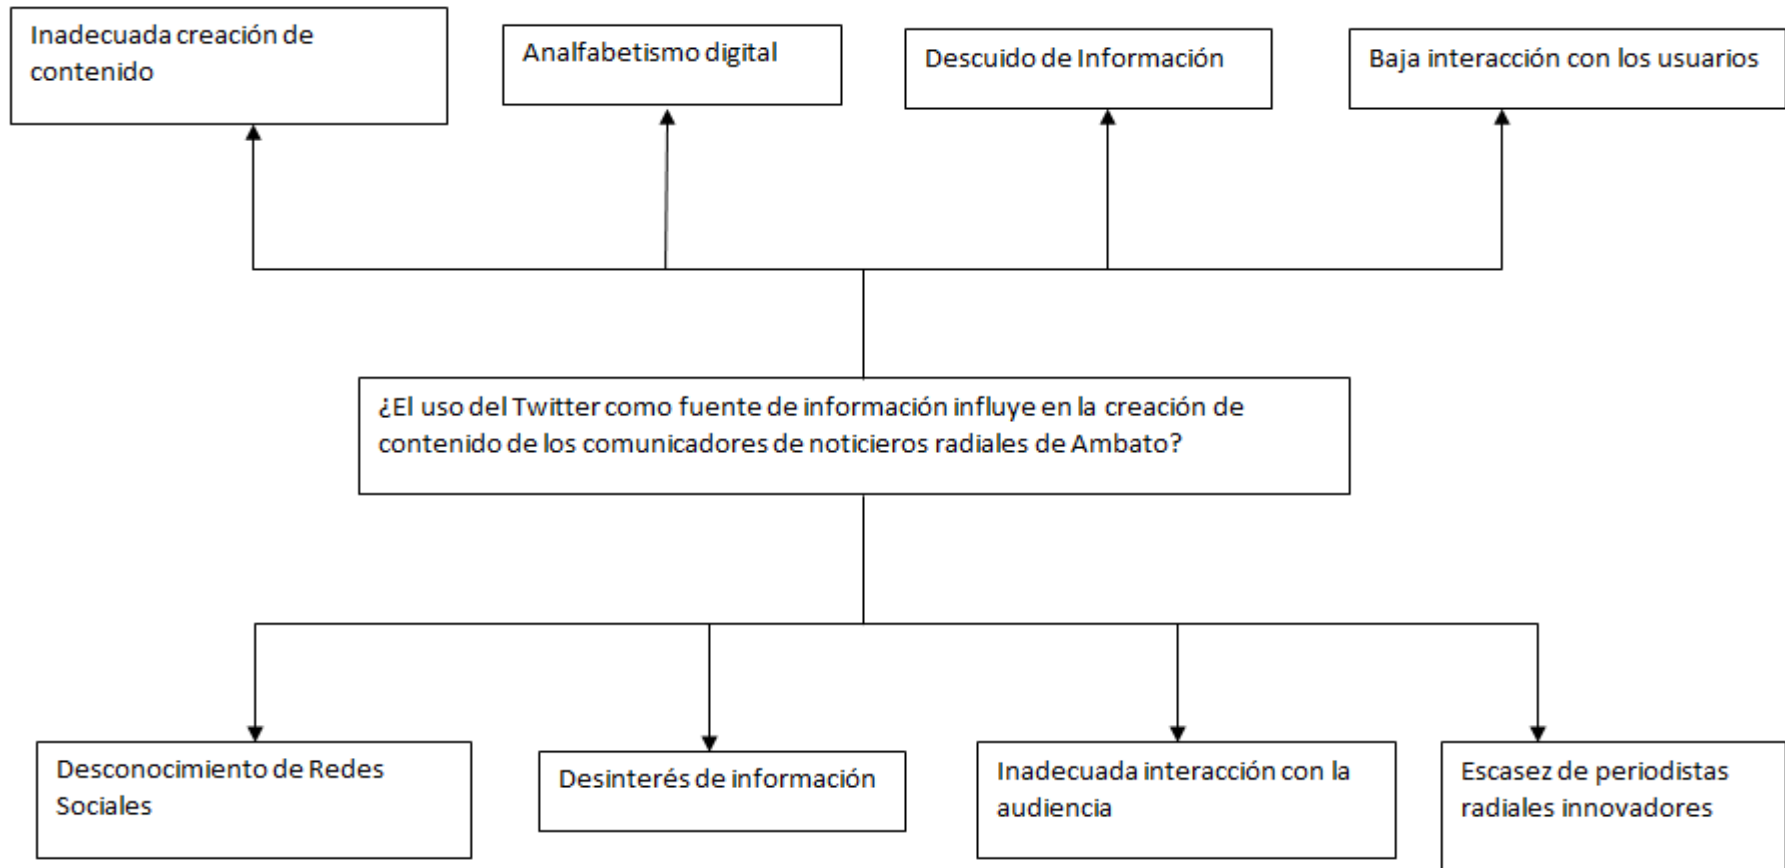 Inadecuada creación de
contenido
Analfabetismo digital
Descuido de Información
Baja interacción con los usuarios
¿El uso del Twitter como fuente de información influye en la creación de
contenido de los comunicadores de noticieros radiales de Ambato?
Desconocimiento de Redes
Sociales
Desinterés de información
Inadecuada interacción con la
audiencia
Escasez de periodistas
radiales innovadores